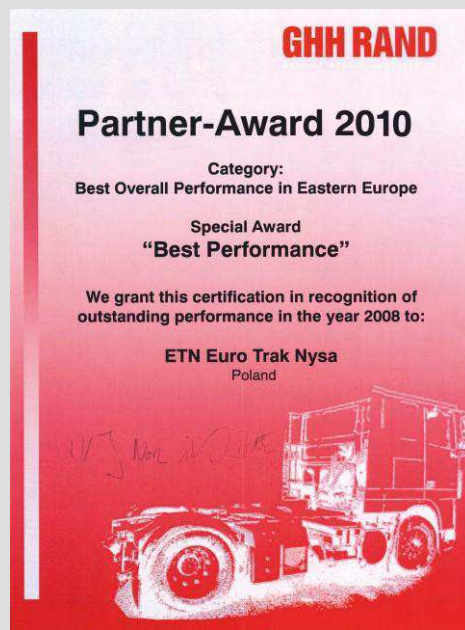 GHH RAND
Partner-Award 2010
Category:
Best Overall Performance in Eastern Europe
Special Award
“Best Performance”
We grant this certification in recognition of
outstanding performance in the year 2008 to:
ETN Euro Trak Nysa
Poland